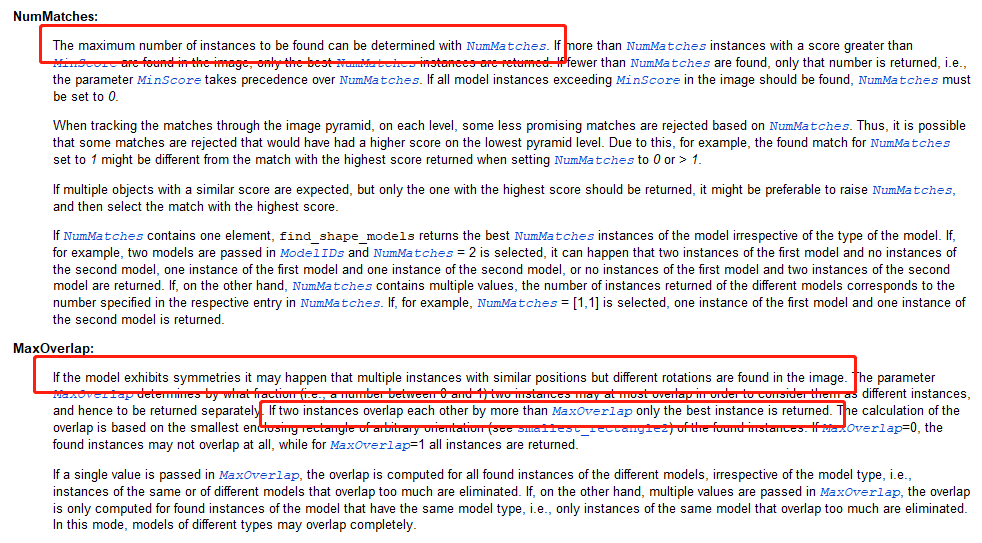 NumMatches:
The maximum number of instances to be found can be determined with NumMatches. If more than NumMatches instances with a score greater than
MinScore are found in the image, only the best NumMatches instances are returned. If fewer than NumMatches are found, only that number is returned, i.e.,
the parameter MinScore takes precedence over NumMatches. If all model instances exceeding MinScore in the image should be found, NumMatches must
be set to 0.
When tracking the matches through the image pyramid, on each level, some less promising matches are rejected based on NumMatches. Thus, it is possible
that some matches are rejected that would have had a higher score on the lowest pyramid level. Due to this, for example, the found match for NumMatches
set to 1 might be different from the match with the highest score returned when setting NumMatches to 0 or > 1.
If multiple objects with a similar score are expected, but only the one with the highest score should be returned, it might be preferable to raise NumMatches,
and then select the match with the highest score.
If NumMatches contains one element, find_shape_models returns the best NumMatches instances of the model irrespective of the type of the model. If,
for example, two models are passed in ModelIDs and NumMatches = 2 is selected, it can happen that two instances of the first model and no instances of
the second model, one instance of the first model and one instance of the second model, or no instances of the first model and two instances of the second
model are returned. If, on the other hand, NumMatches contains multiple values, the number of instances returned of the different models corresponds to the
number specified in the respective entry in NumMatches. If, for example, NumMatches = [1,1] is selected, one instance of the first model and one instance of
the second model is returned.
MaxOverlap:
If the model exhibits symmetries it may happen that multiple instances with similar positions but different rotations are found in the image. The parameter
MaxOverlap determines by what fraction (i.e., a number between 0 and 1) two instances may at most overlap in order to consider them as different instances,
and hence to be returned separately. If two instances overlap each other by more than MaxOverlap only the best instance is returned. The calculation of the
overlap is based on the smallest enclosing rectangle of arbitrary orientation (see smallest_rectangle2) of the found instances. If MaxOverlap=0, the
found instances may not overlap at all, while for MaxOverlap=1 all instances are returned.
If a single value is passed in MaxOverlap, the overlap is computed for all found instances of the different models, irrespective of the model type, i.e.,
instances of the same or of different models that overlap too much are eliminated. If, on the other hand, multiple values are passed in MaxOverlap, the overlap
is only computed for found instances of the model that have the same model type, i.e., only instances of the same model that overlap too much are eliminated.
In this mode, models of different types may overlap completely.